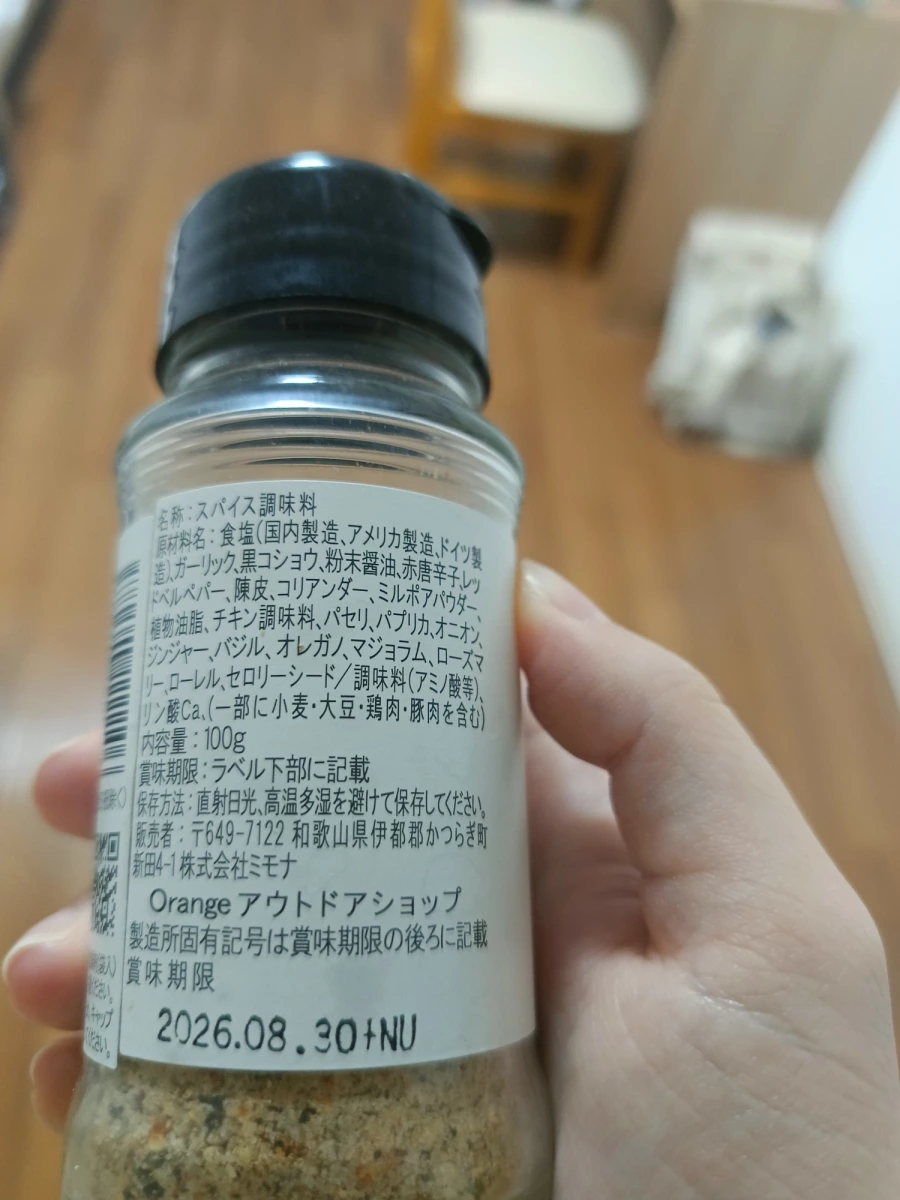 名称：スパイス調味料
原材料名：食塩(国内製造、アメリカ製造、ドイツ製
造)、ガーリック、黒コショウ、粉末醤油、赤唐辛子、レッ
ドベルペパー、陳皮、コリアンダー、ミルポアパウダー、
植物油脂、チキン調味料、パセリ、パプリカ、オニオン、
ジンジャー、バジル、オレガノ、マジョラム、ローズマ
リー、ローレル、セロリーシード／調味料(アミノ酸等)、
リン酸Ca、(一部に小麦・大豆・鶏肉・豚肉を含む)
内容量：100g
賞味期限：ラベル下部に記載
保存方法：直射日光、高温多湿を避けて保存してください。
販売者：〒649-7122 和歌山県伊都郡かつらぎ町
新田4-1 株式会社ミモナ
Orange アウトドアショップ
製造所固有記号は賞味期限の後ろに記載
賞味期限
2026.08.30+NU
ください。
キャップ
ください。